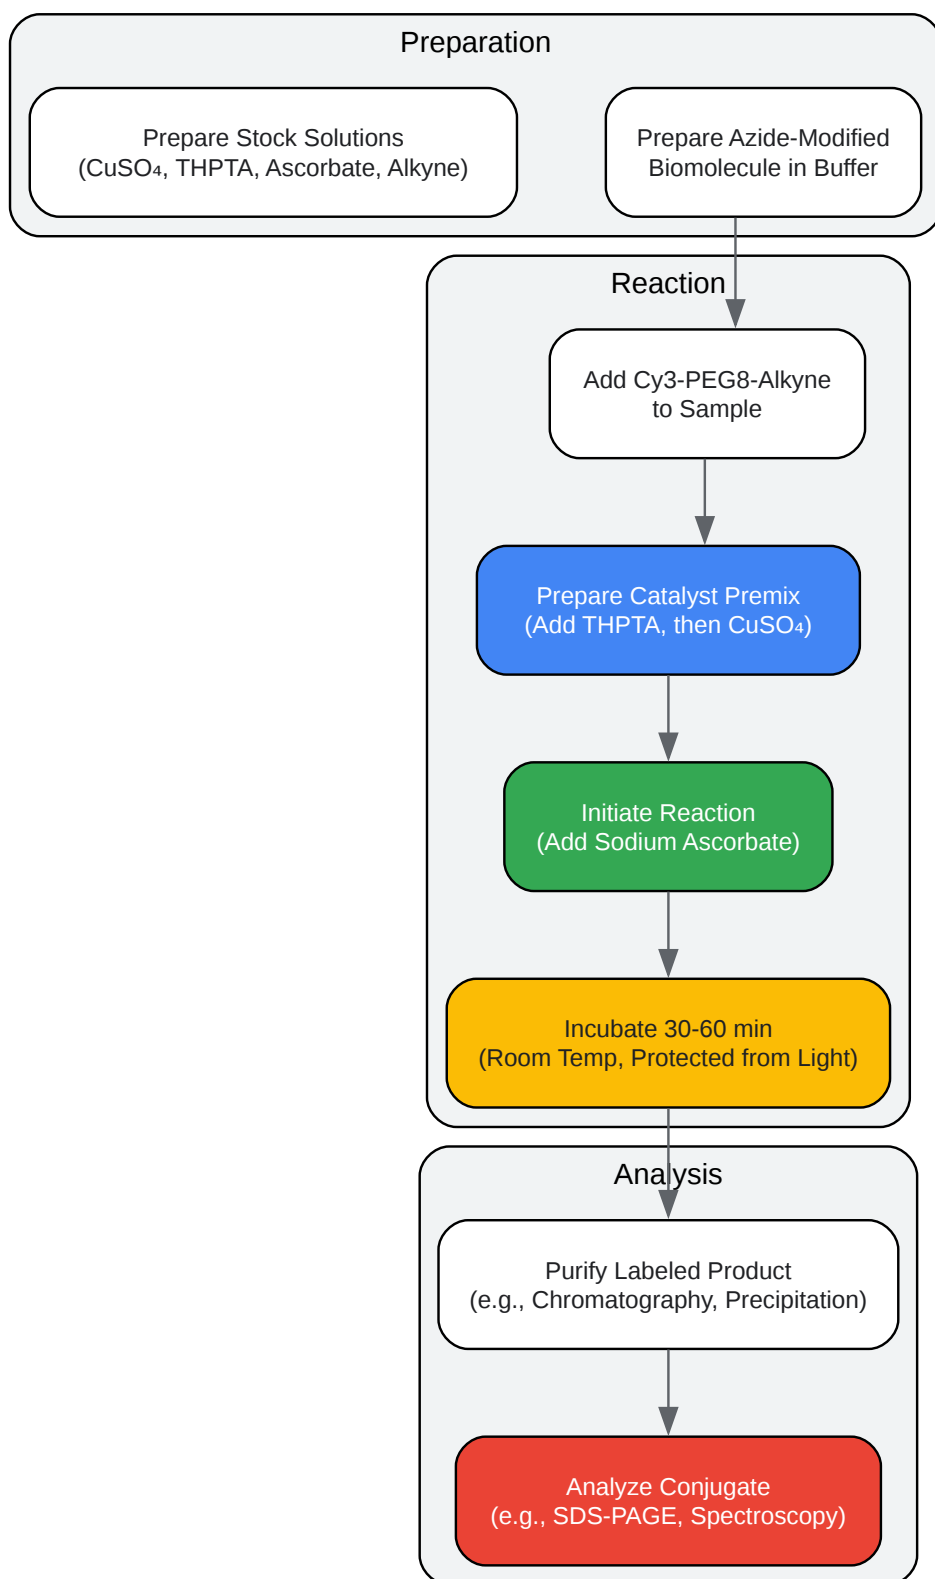 Preparation
Prepare Stock Solutions
(CuSO₄, THPTA, Ascorbate, Alkyne)
Prepare Azide-Modified
Biomolecule in Buffer
Reaction
Add Cy3-PEG8-Alkyne
to Sample
Prepare Catalyst Premix
(Add THPTA, then CuSO₄)
Initiate Reaction
(Add Sodium Ascorbate)
Incubate 30-60 min
(Room Temp, Protected from Light)
Analysis
Purify Labeled Product
(e.g., Chromatography, Precipitation)
Analyze Conjugate
(e.g., SDS-PAGE, Spectroscopy)